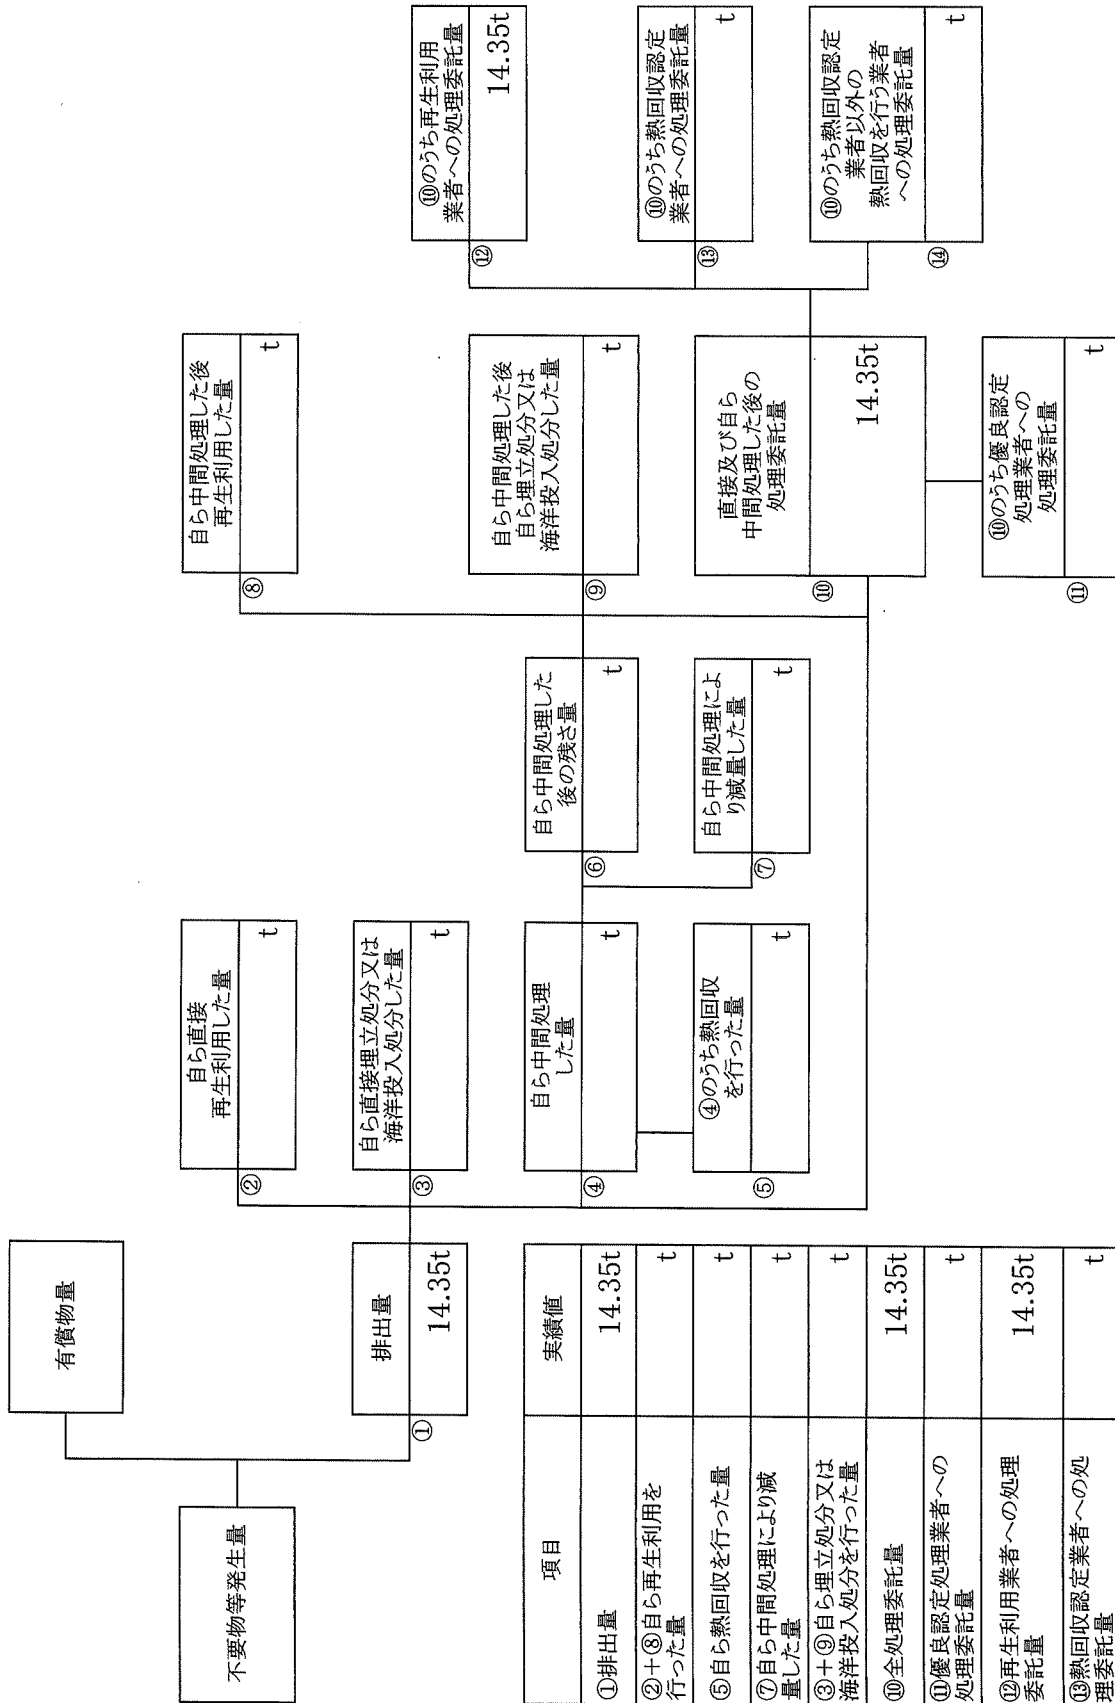 不要物等発生量
有償物量
排出量
①
14.35t
自ら直接
再生利用した量
②
t
自ら直接埋立処分又は
海洋投入処分した量
③
t
自ら中間処理
した量
④
t
④のうち熱回収
を行った量
⑤
t
自ら中間処理した
後の残さ量
⑥
t
自ら中間処理によ
り減量した量
⑦
t
自ら中間処理した後
再生利用した量
⑧
t
自ら中間処理した後
自ら埋立処分又は
海洋投入処分した量
⑨
t
直接及び自ら
中間処理した後の
処理委託量
⑩
14.35t
⑩のうち優良認定
処理業者への
処理委託量
⑪
t
⑩のうち再生利用
業者への処理委託量
⑫
14.35t
⑩のうち熱回収認定
業者への処理委託量
⑬
t
⑩のうち熱回収認定
業者以外の
熱回収を行う業者
への処理委託量
⑭
t
項目 実績値
①排出量 14.35t
②+⑧自ら再生利用を
行った量 t
⑤自ら熱回収を行った量 t
⑦自ら中間処理により減
量した量 t
③+⑨自ら埋立処分又は
海洋投入処分を行った量 t
⑩全処理委託量 14.35t
⑪優良認定処理業者への
処理委託量 t
⑫再生利用業者への処理
委託量 14.35t
⑬熱回収認定業者への処
理委託量 t